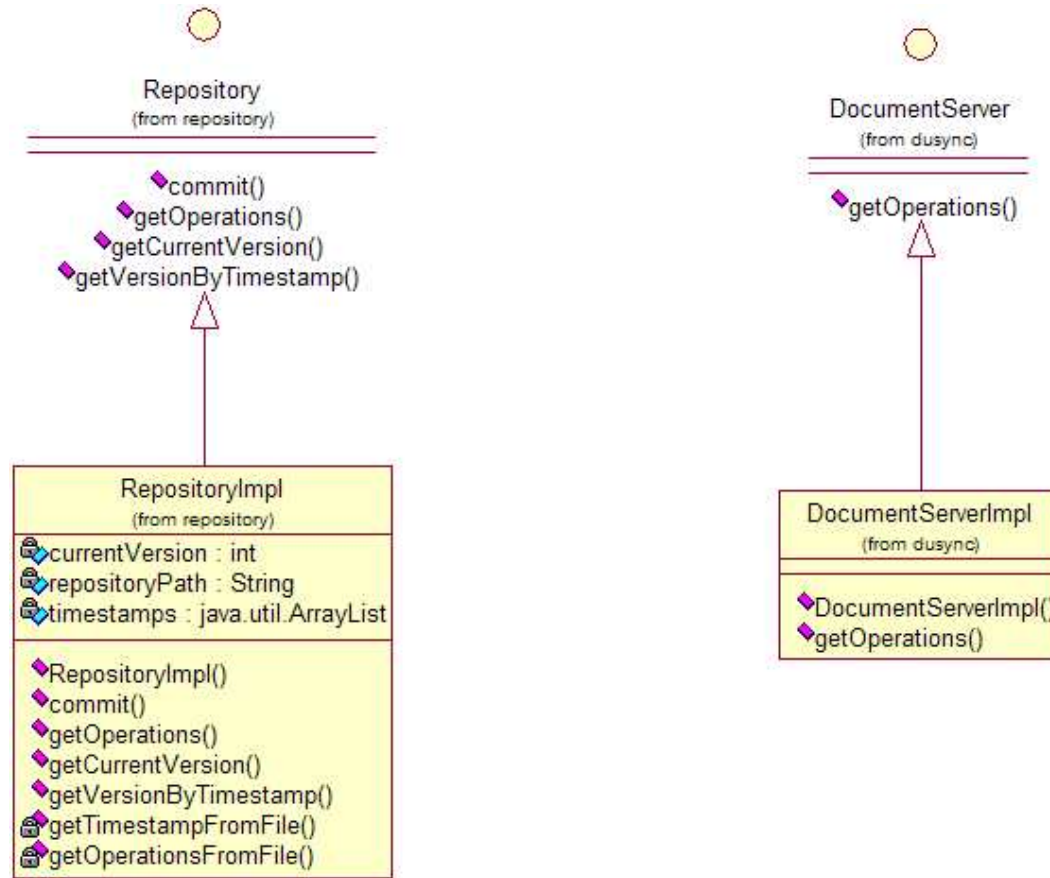 Repository
(from repository)
commit()
getOperations()
getCurrentVersion()
getVersionByTimestamp()
RepositoryImpl
(from repository)
currentVersion : int
repositoryPath : String
timestamps : java.util.ArrayList
RepositoryImpl()
commit()
getOperations()
getCurrentVersion()
getVersionByTimestamp()
getTimestampFromFile()
getOperationsFromFile()
DocumentServer
(from dusync)
getOperations()
DocumentServerImpl
(from dusync)
DocumentServerImpl()
getOperations()